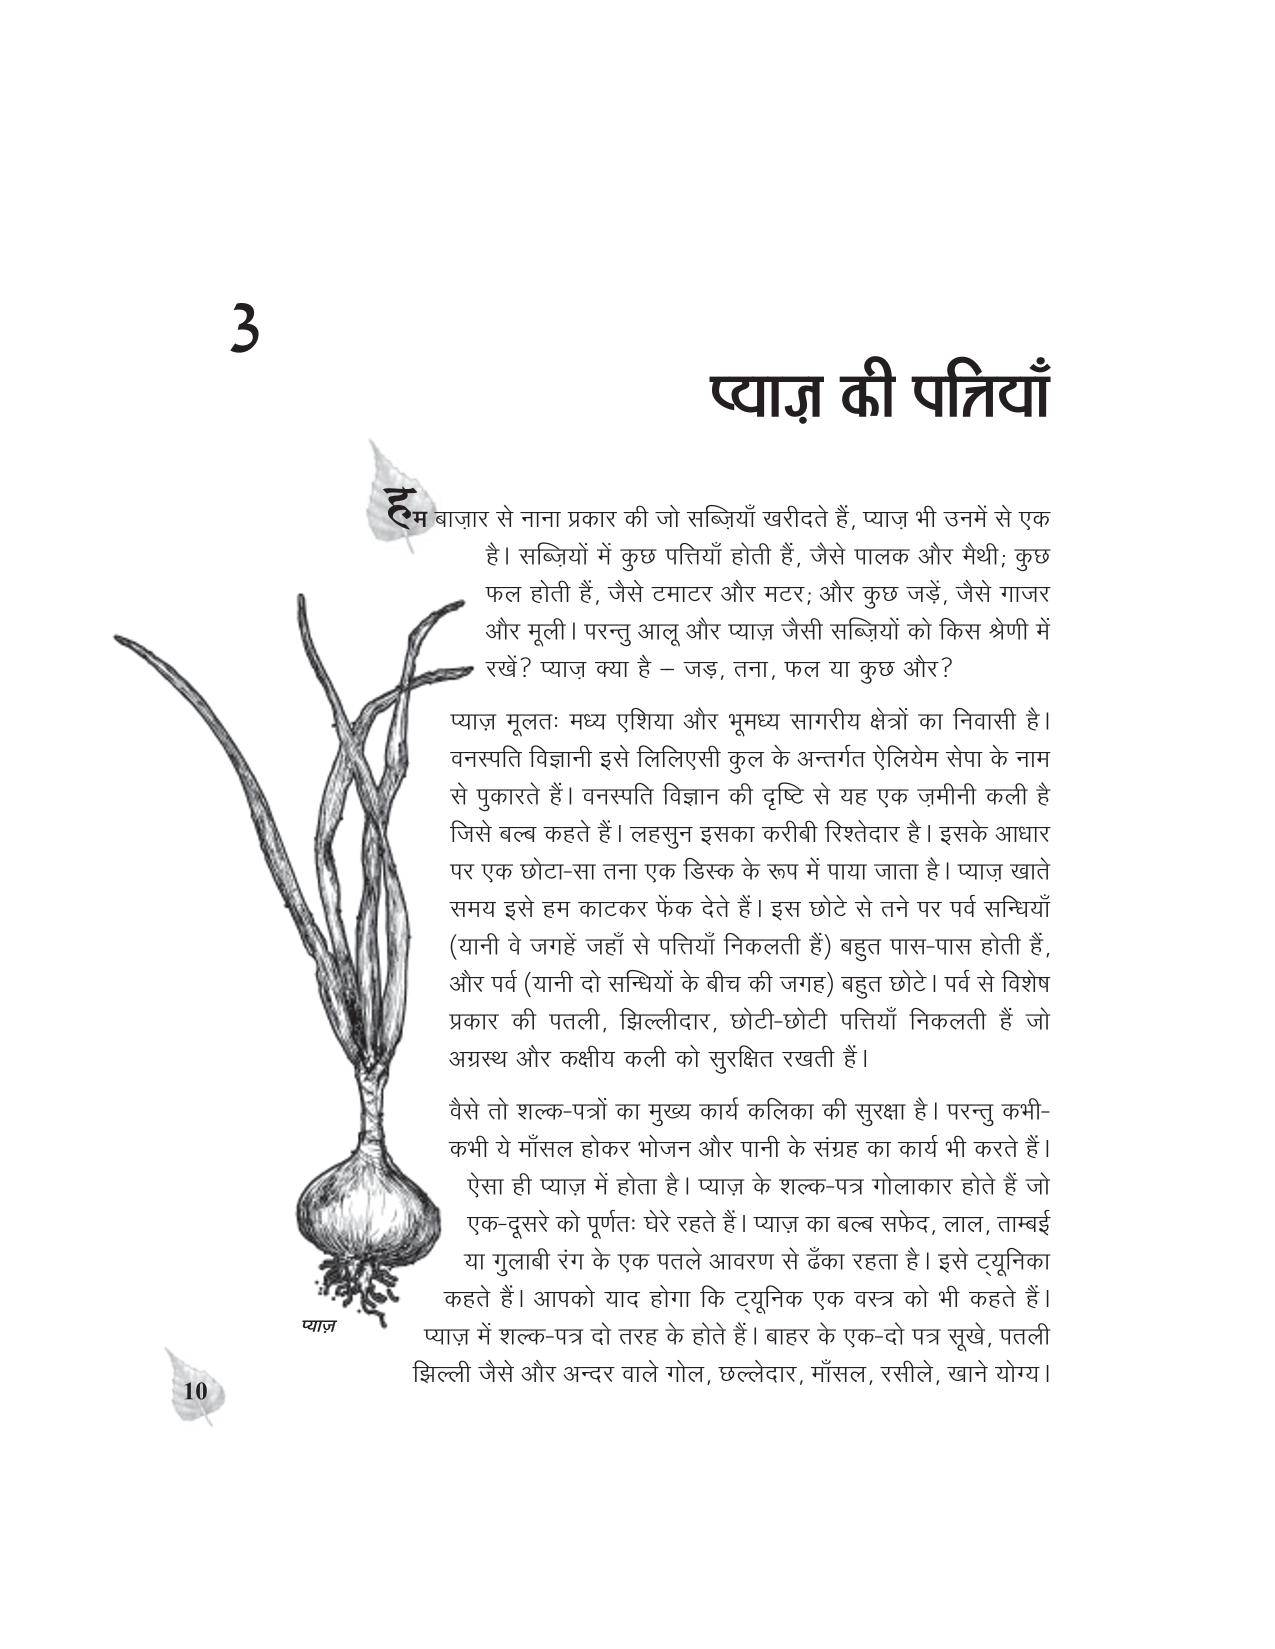 3
प्याज़ की पत्तियाँ
हम बाज़ार से नाना प्रकार की जो सब्ज़ियाँ खरीदते हैं, प्याज़ भी उनमें से एक
है। सब्ज़ियों में कुछ पत्तियाँ होती हैं, जैसे पालक और मैथी; कुछ
फल होती हैं, जैसे टमाटर और मटर; और कुछ जड़ें, जैसे गाजर
और मूली। परन्तु आलू और प्याज़ जैसी सब्ज़ियों को किस श्रेणी में
रखें? प्याज़ क्या है – जड़, तना, फल या कुछ और?
प्याज़ मूलतः मध्य एशिया और भूमध्य सागरीय क्षेत्रों का निवासी है।
वनस्पति विज्ञानी इसे लिलिएसी कुल के अन्तर्गत ऐलियेम सेपा के नाम
से पुकारते हैं। वनस्पति विज्ञान की दृष्टि से यह एक ज़मीनी कली है
जिसे बल्ब कहते हैं। लहसुन इसका करीबी रिश्तेदार है। इसके आधार
पर एक छोटा-सा तना एक डिस्क के रूप में पाया जाता है। प्याज़ खाते
समय इसे हम काटकर फेंक देते हैं। इस छोटे से तने पर पर्व सन्धियाँ
(यानी वे जगहें जहाँ से पत्तियाँ निकलती हैं) बहुत पास-पास होती हैं,
और पर्व (यानी दो सन्धियों के बीच की जगह) बहुत छोटे। पर्व से विशेष
प्रकार की पतली, झिल्लीदार, छोटी-छोटी पत्तियाँ निकलती हैं जो
अग्रस्थ और कक्षीय कली को सुरक्षित रखती हैं।
वैसे तो शल्क-पत्रों का मुख्य कार्य कलिका की सुरक्षा है। परन्तु कभी-
कभी ये माँसल होकर भोजन और पानी के संग्रह का कार्य भी करते हैं।
ऐसा ही प्याज़ में होता है। प्याज़ के शल्क-पत्र गोलाकार होते हैं जो
एक-दूसरे को पूर्णतः घेरे रहते हैं। प्याज़ का बल्ब सफेद, लाल, ताम्बई
या गुलाबी रंग के एक पतले आवरण से ढँका रहता है। इसे ट्यूनिका
कहते हैं। आपको याद होगा कि ट्यूनिक एक वस्त्र को भी कहते हैं।
प्याज़ में शल्क-पत्र दो तरह के होते हैं। बाहर के एक-दो पत्र सूखे, पतली
झिल्ली जैसे और अन्दर वाले गोल, छल्लेदार, माँसल, रसीले, खाने योग्य।
प्याज़
10